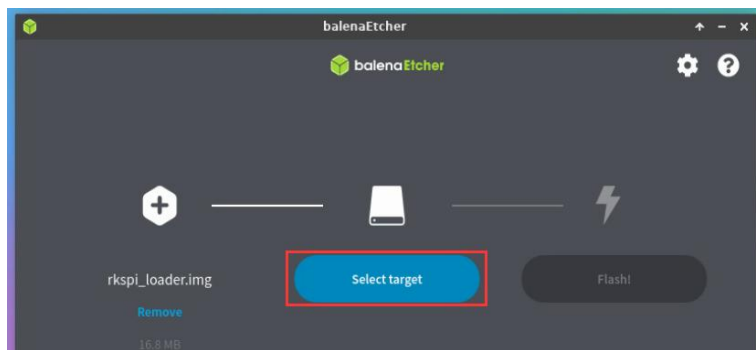 balenaEtcher
balenaEtcher
rkspi_loader.img
Select target
Flash!
Remove
16.8 MB